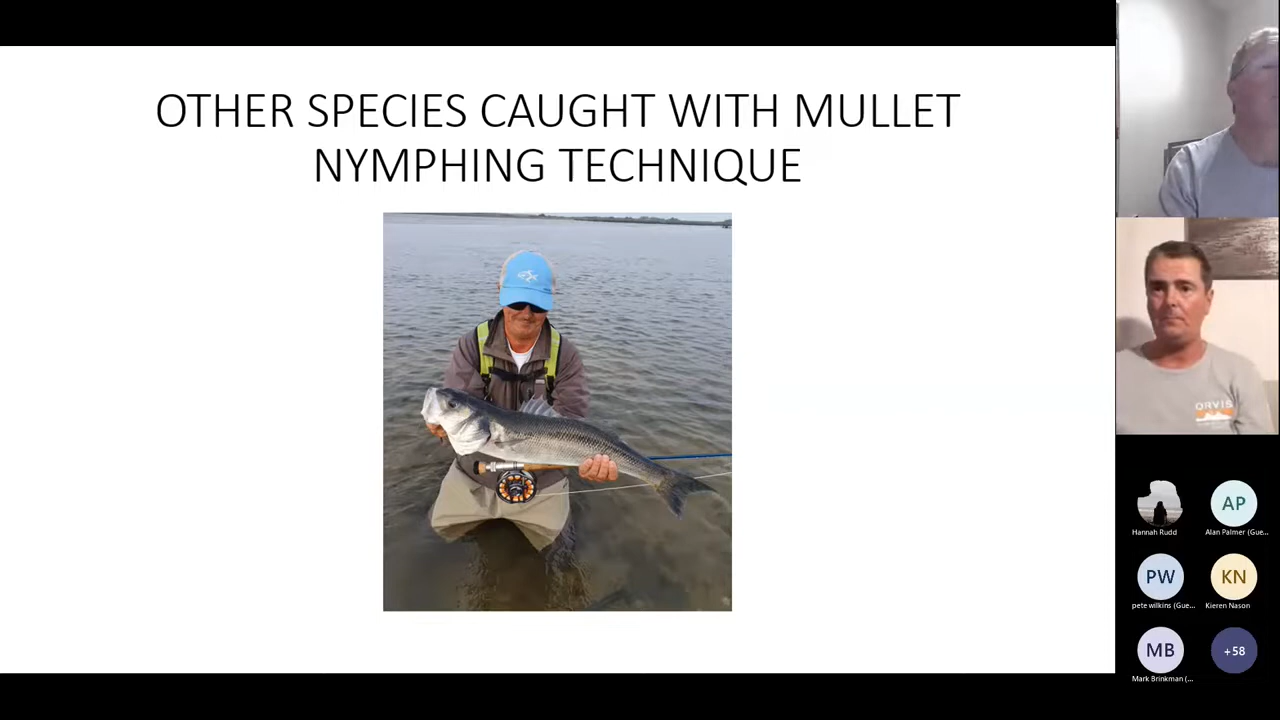 OTHER SPECIES CAUGHT WITH MULLET
NYMPHING TECHNIQUE
ORVIS
Hannah Rudd
AP
Alan Palmer (Gue...
PW
pete wilkins (Gue...
KN
Kieren Nason
MB
Mark Brinkman (...
+58